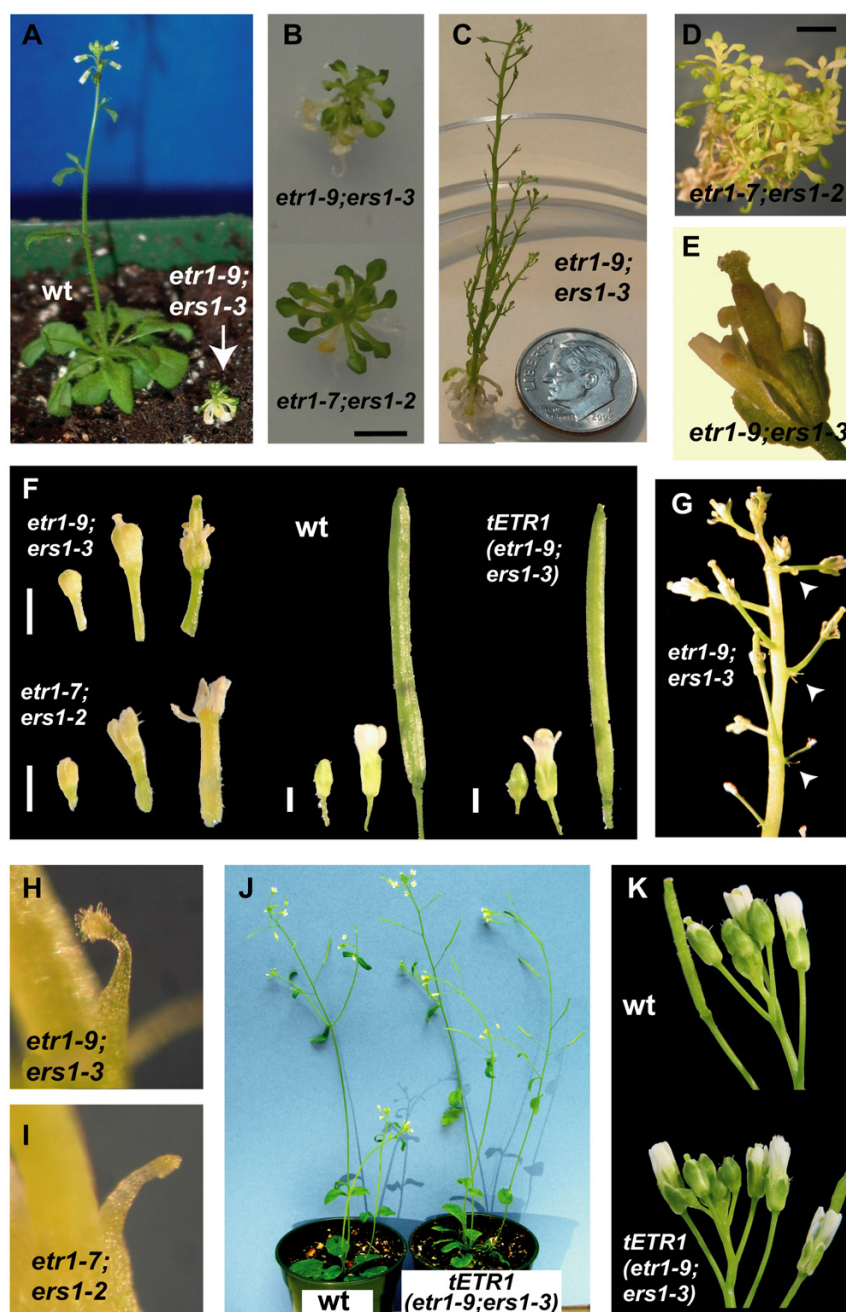 A
wt
etr1-9;
ers1-3
B
etr1-9;ers1-3
etr1-7;ers1-2
C
etr1-9;
ers1-3
LIBERTY
D
etr1-7;ers1-2
E
etr1-9;ers1-3
F
etr1-9;
ers1-3
etr1-7;
ers1-2
wt
tETR1
(etr1-9;
ers1-3)
G
etr1-9;
ers1-3
H
etr1-9;
ers1-3
I
etr1-7;
ers1-2
J
wt
tETR1
(etr1-9;ers1-3)
K
wt
tETR1
(etr1-9;
ers1-3)